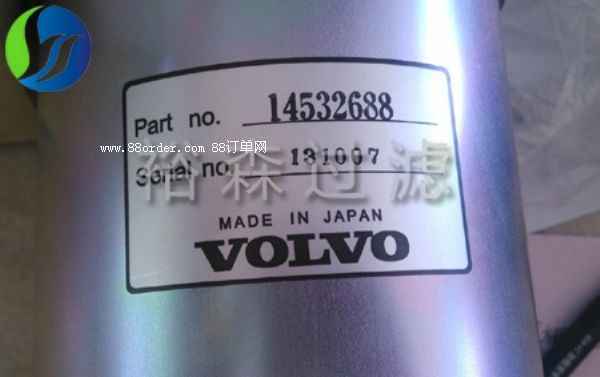 Part no. 14532688
www.88order.com 88订单网
Serial no. 131007
裕森过滤
MADE IN JAPAN
VOLVO